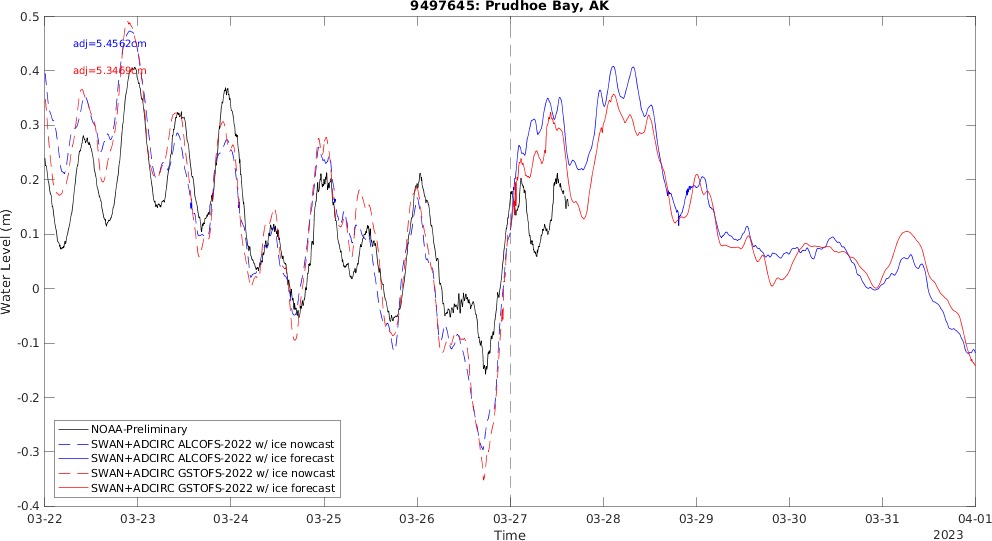 9497645: Prudhoe Bay, AK
adj=5.4562cm
adj=5.3469cm
Water Level (m)
0.5
0.4
0.3
0.2
0.1
0
-0.1
-0.2
-0.3
-0.4
NOAA-Preliminary
SWAN+ADCIRC ALCOFS-2022 w/ ice nowcast
SWAN+ADCIRC ALCOFS-2022 w/ ice forecast
SWAN+ADCIRC GSTOFS-2022 w/ ice nowcast
SWAN+ADCIRC GSTOFS-2022 w/ ice forecast
03-22 03-23 03-24 03-25 03-26 03-27 03-28 03-29 03-30 03-31 04-01
Time
2023